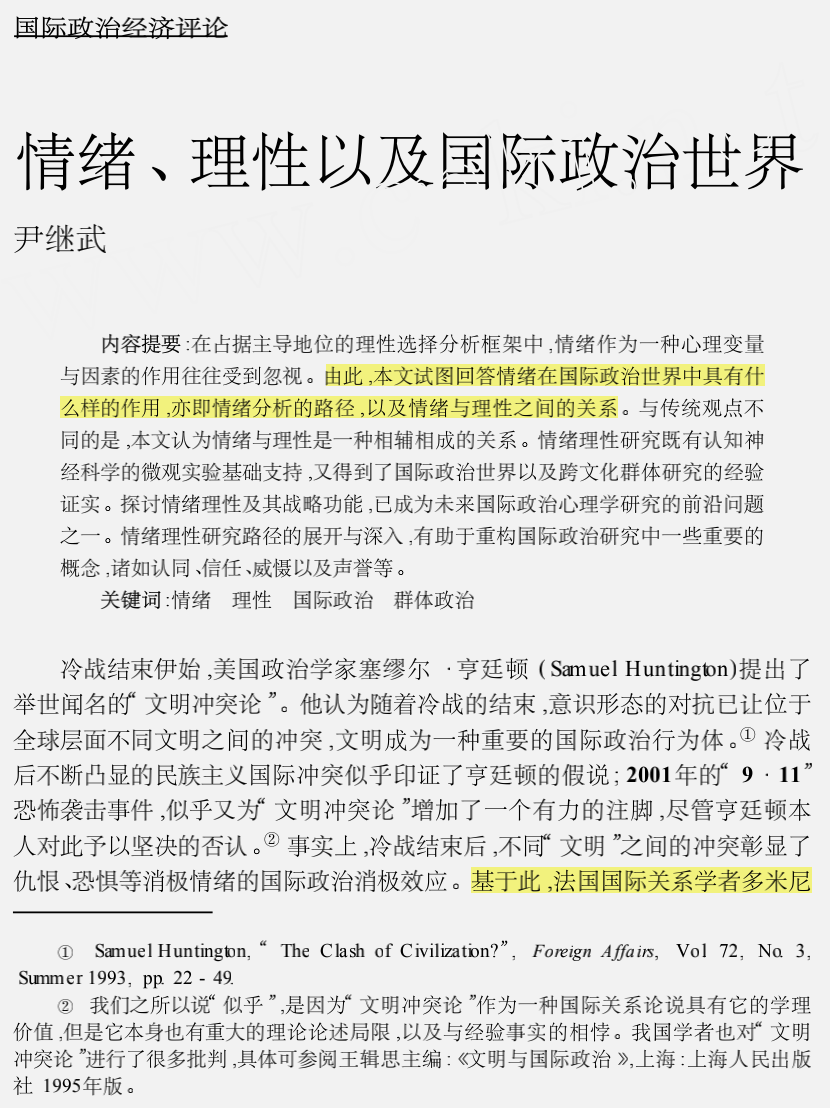 国际政治经济评论
情绪、理性以及国际政治世界
尹继武
内容提要:在占据主导地位的理性选择分析框架中,情绪作为一种心理变量
与因素的作用往往受到忽视。由此,本文试图回答情绪在国际政治世界中具有什
么样的作用,亦即情绪分析的路径,以及情绪与理性之间的关系。与传统观点不
同的是,本文认为情绪与理性是一种相辅相成的关系。情绪理性研究既有认知神
经科学的微观实验基础支持,又得到了国际政治世界以及跨文化群体研究的经验
证实。探讨情绪理性及其战略功能,已成为未来国际政治心理学研究的前沿问题
之一。情绪理性研究路径的展开与深入,有助于重构国际政治研究中一些重要的
概念,诸如认同、信任、威慑以及声誉等。
关键词:情绪 理性 国际政治 群体政治
冷战结束伊始,美国政治学家塞缪尔·亨廷顿(Samuel Huntington)提出了
举世闻名的“文明冲突论”。他认为随着冷战的结束,意识形态的对抗已让位于
全球层面不同文明之间的冲突,文明成为一种重要的国际政治行为体。① 冷战
后不断凸显的民族主义国际冲突似乎印证了亨廷顿的假说;2001年的“9·11”
恐怖袭击事件,似乎又为“文明冲突论”增加了一个有力的注脚,尽管亨廷顿本
人对此予以坚决的否认。② 事实上,冷战结束后,不同“文明”之间的冲突彰显了
仇恨、恐惧等消极情绪的国际政治消极效应。基于此,法国国际关系学者多米尼
① Samuel Huntington, “The Clash of Civilization?”, Foreign Affairs, Vol 72, No. 3,
Summer 1993, pp. 22 - 49.
② 我们之所以说“似乎”,是因为“文明冲突论”作为一种国际关系论说具有它的学理
价值,但是它本身也有重大的理论论述局限,以及与经验事实的相悖。我国学者也对“文明
冲突论”进行了很多批判,具体可参阅王辑思主编:《文明与国际政治》,上海:上海人民出版
社 1995年版。